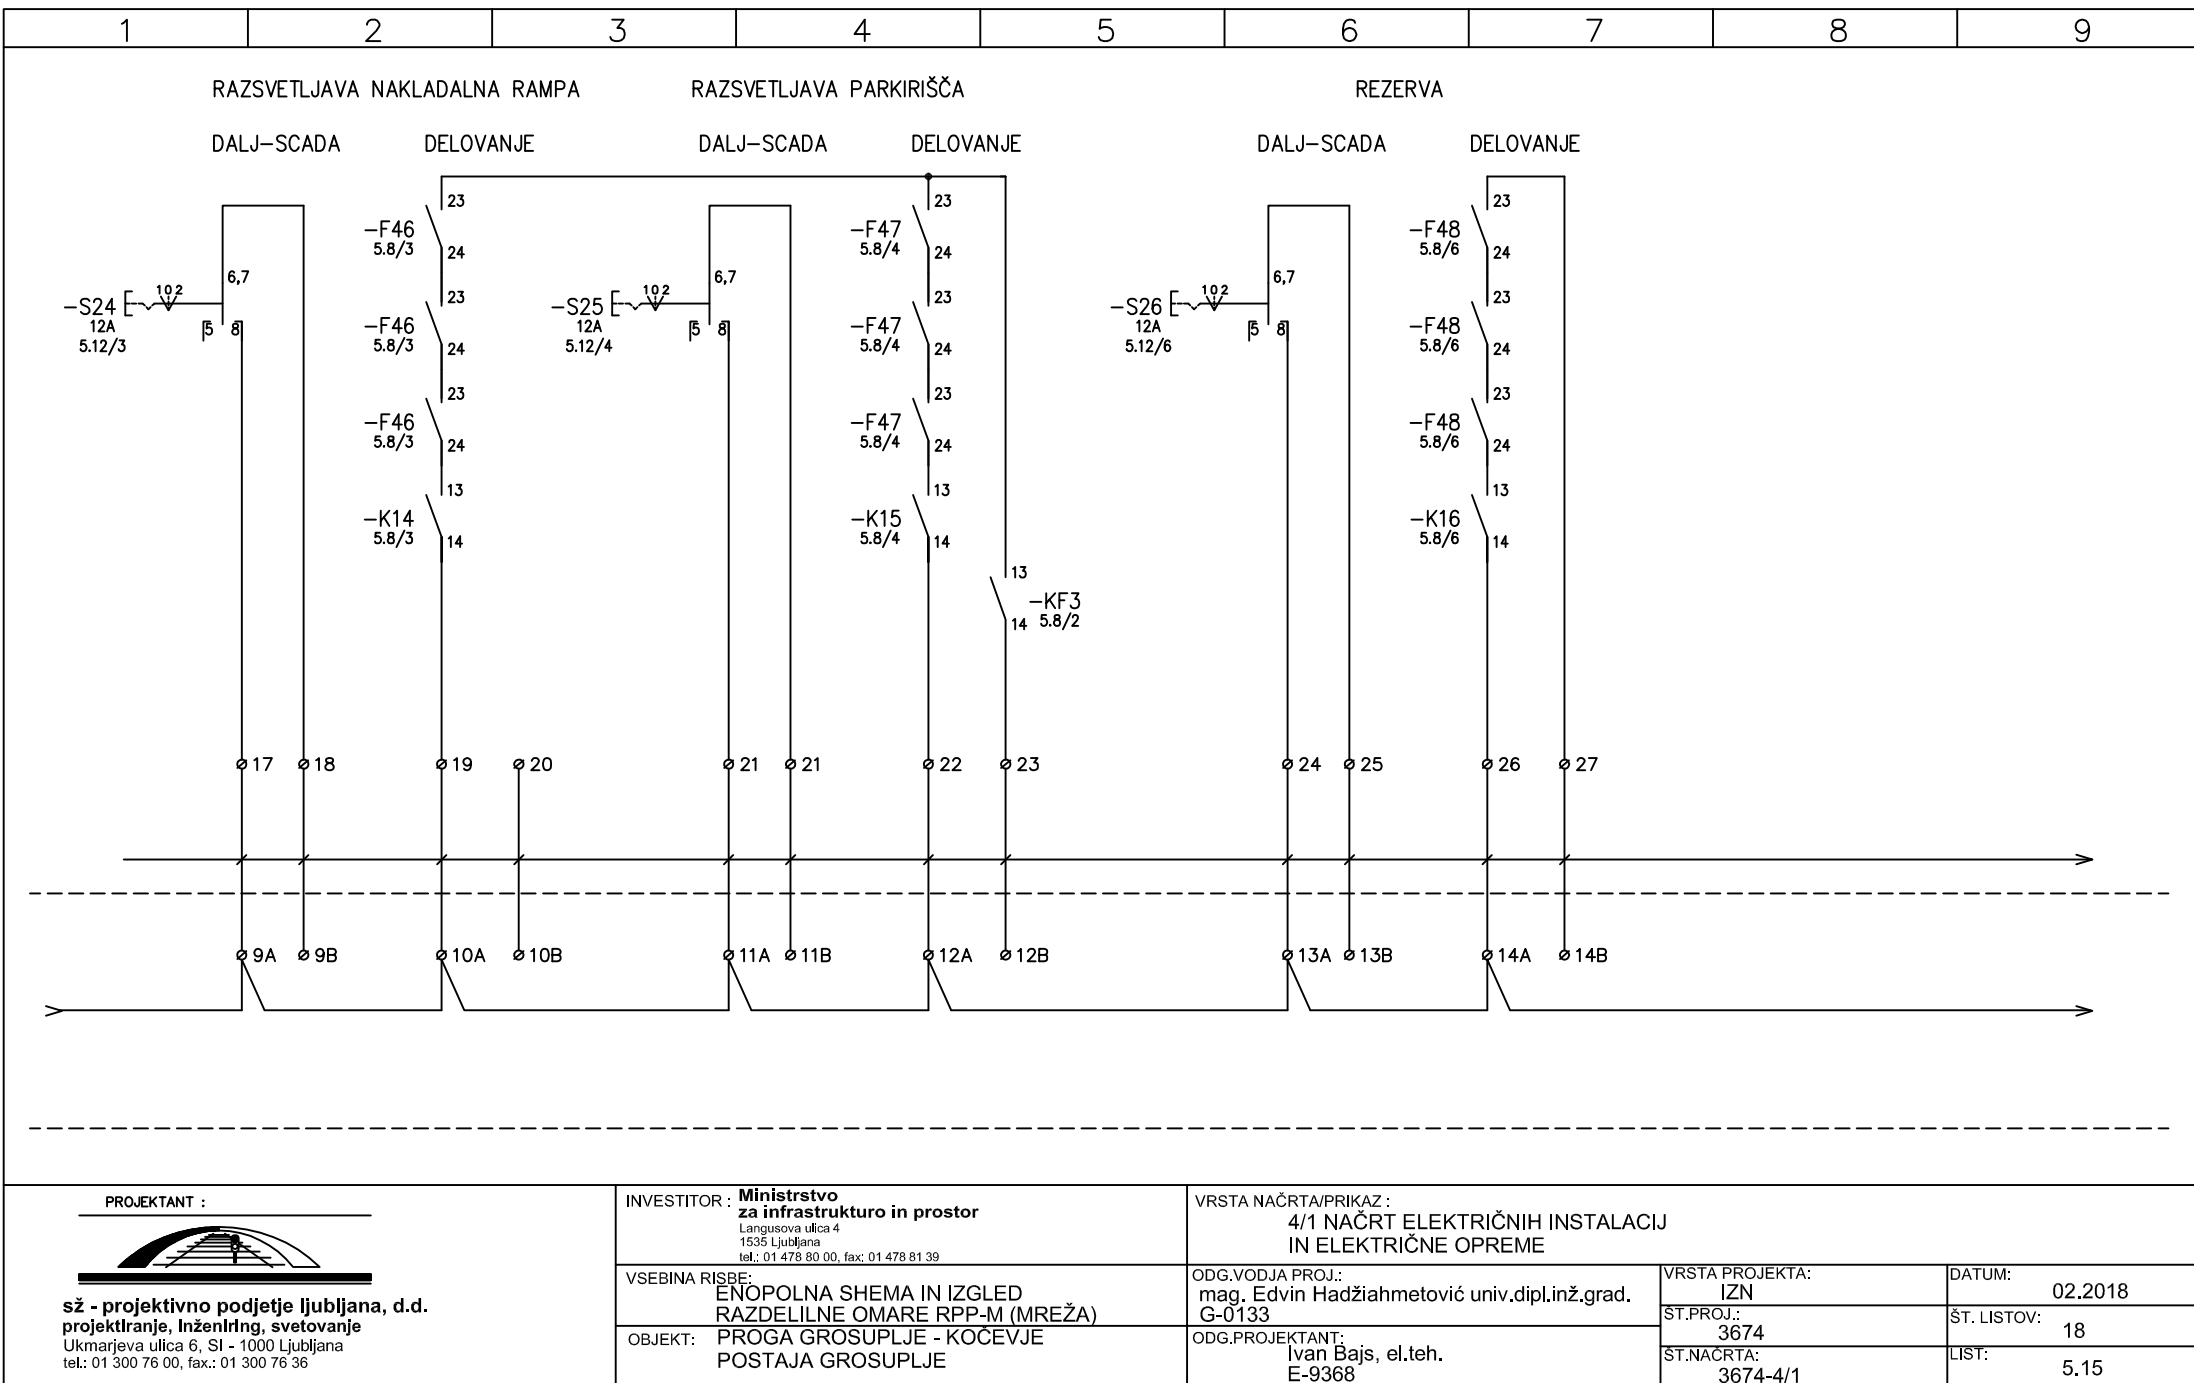 1 2 3 4 5 6 7 8 9
RAZSVETLJAVA NAKLADALNA RAMPA RAZSVETLJAVA PARKIRIŠČA REZERVA
DALJ-SCADA DELOVANJE DALJ-SCADA DELOVANJE DALJ-SCADA DELOVANJE
23 23 23
-F46 -F47 -F48
5.8/3 24 5.8/4 24 5.8/6 24
6,7 6,7 6,7
102 23 102 23 102 23
-S24 -S25 -S26
12A 5 8 -F46 12A 5 8 -F47 12A 5 8 -F48
5.12/3 5.8/3 24 5.12/4 5.8/4 24 5.12/6 5.8/6 24
23 23 23
-F46 -F47 -F48
5.8/3 24 5.8/4 24 5.8/6 24
13 13 13
-K14 -K15 -K16
5.8/3 14 5.8/4 14 5.8/6 14
13
-KF3
14 5.8/2
17 18 19 20 21 21 22 23 24 25 26 27
9A 9B 10A 10B 11A 11B 12A 12B 13A 13B 14A 14B
PROJEKTANT :
sž - projektivno podjetje ljubljana, d.d.
projektiranje, inženiring, svetovanje
Ukmarjeva ulica 6, SI - 1000 Ljubljana
tel.: 01 300 76 00, fax.: 01 300 76 36
INVESTITOR : Ministrstvo
za infrastrukturo in prostor
Langusova ulica 4
1535 Ljubljana
tel.: 01 478 80 00, fax: 01 478 81 39
VSEBINA RISBE:
ENOPOLNA SHEMA IN IZGLED
RAZDELILNE OMARE RPP-M (MREŽA)
OBJEKT: PROGA GROSUPLJE - KOČEVJE
POSTAJA GROSUPLJE
VRSTA NAČRTA/PRIKAZ :
4/1 NAČRT ELEKTRIČNIH INSTALACIJ
IN ELEKTRIČNE OPREME
ODG.VODJA PROJ.:
mag. Edvin Hadžiahmetović univ.dipl.inž.grad.
G-0133
ODG.PROJEKTANT:
Ivan Bajs, el.teh.
E-9368
VRSTA PROJEKTA:
IZN
ŠT.PROJ.:
3674
ŠT.NAČRTA:
3674-4/1
DATUM:
02.2018
ŠT. LISTOV:
18
LIST:
5.15